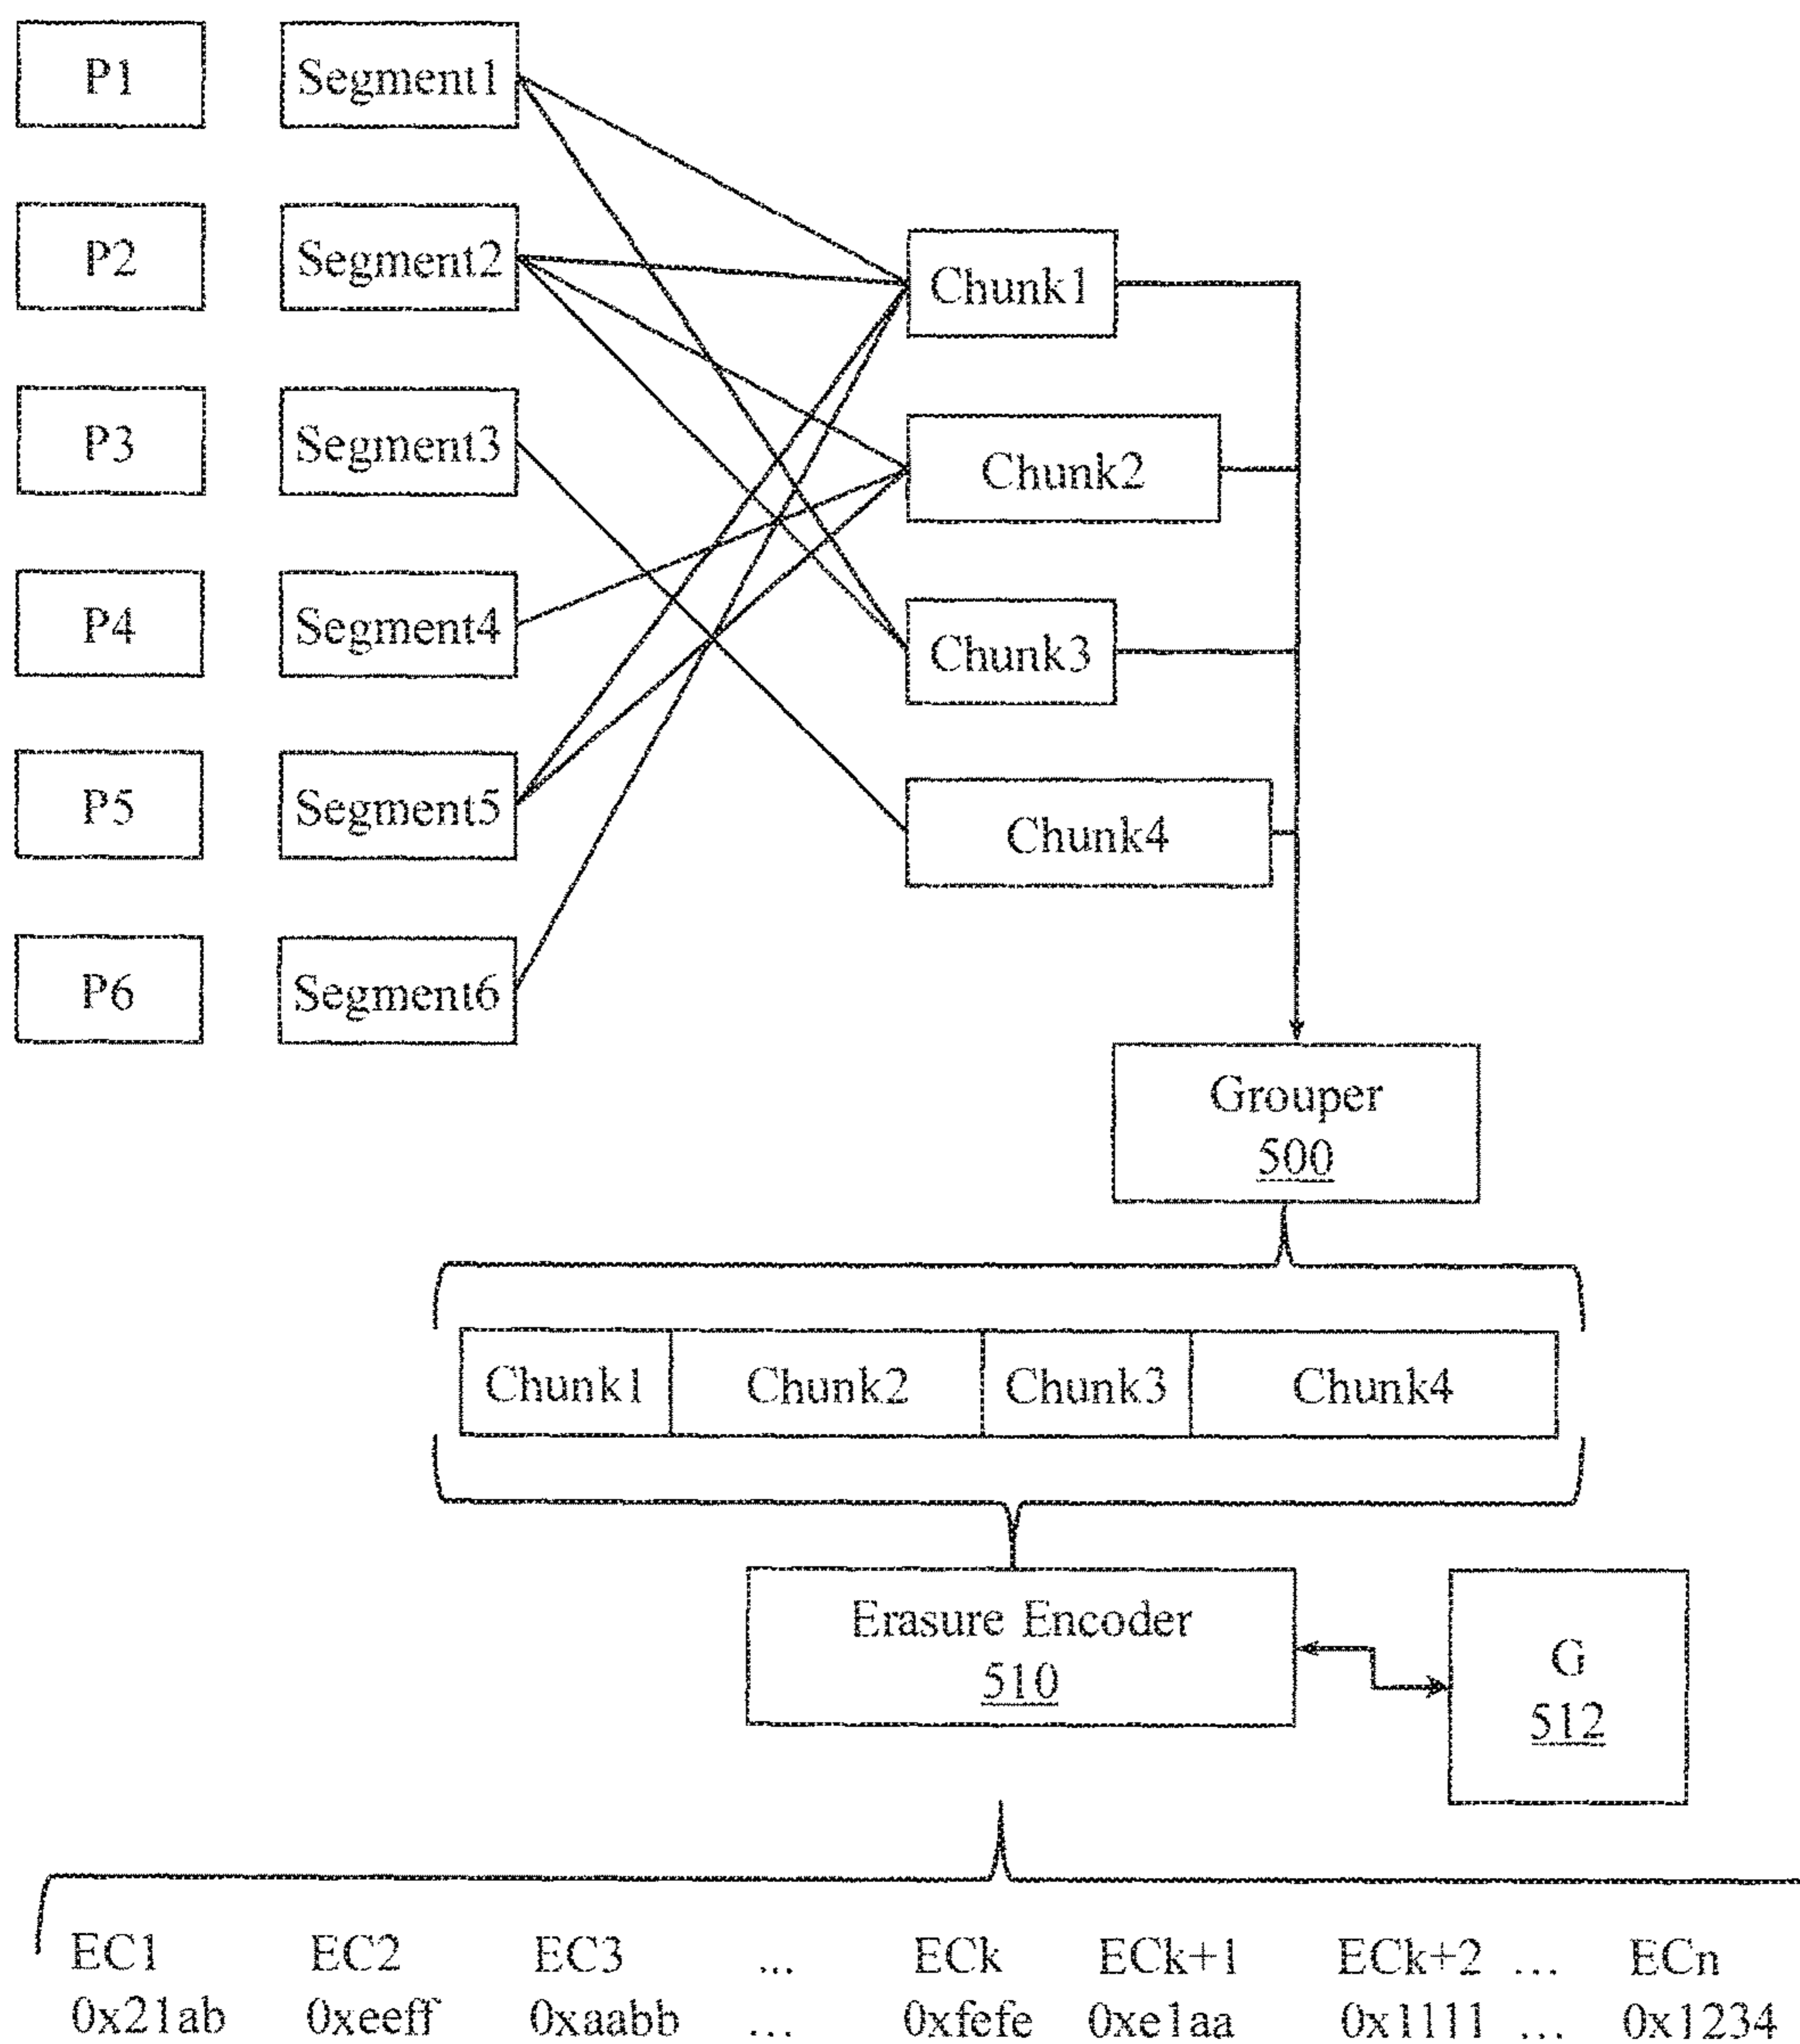 P1 Segment1
P2 Segment2
Chunk1
P3 Segment3
Chunk2
P4 Segment4
Chunk3
P5 Segment5
Chunk4
P6 Segment6
Grouper
500
Chunk1 Chunk2 Chunk3 Chunk4
Erasure Encoder
510
G
512
EC1 EC2 EC3 ... ECk ECk+1 ECk+2 ... ECn
0x21ab 0xeeff 0xaabb ... 0xfefe 0xe1aa 0x1111 ... 0x1234